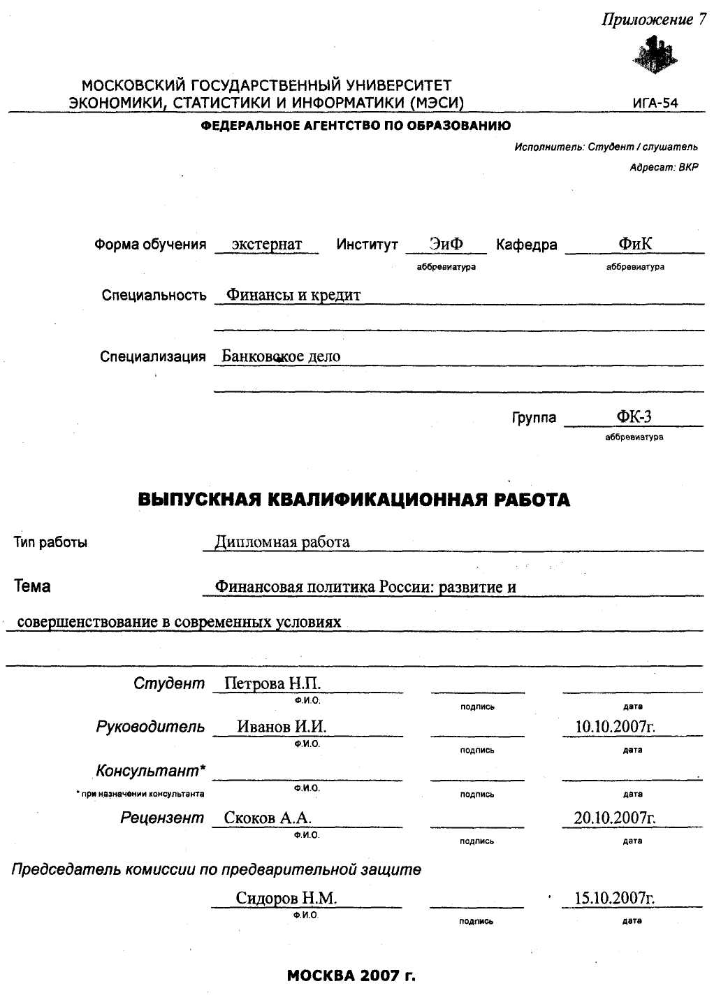 Приложение 7
МОСКОВСКИЙ ГОСУДАРСТВЕННЫЙ УНИВЕРСИТЕТ
ЭКОНОМИКИ, СТАТИСТИКИ И ИНФОРМАТИКИ (МЭСИ) ИГА-54
ФЕДЕРАЛЬНОЕ АГЕНТСТВО ПО ОБРАЗОВАНИЮ
Исполнитель: Студент / слушатель
Адресат: ВКР
Форма обучения экстернат Институт ЭиФ Кафедра ФиК
аббревиатура аббревиатура
Специальность Финансы и кредит
Специализация Банковское дело
Группа ФК-3
аббревиатура
ВЫПУСКНАЯ КВАЛИФИКАЦИОННАЯ РАБОТА
Тип работы Дипломная работа
Тема Финансовая политика России: развитие и
совершенствование в современных условиях
Студент Петрова Н.П.
Ф.И.О. подпись дата
Руководитель Иванов И.И. 10.10.2007г.
Ф.И.О. подпись дата
Консультант*
* при назначении консультанта Ф.И.О. подпись дата
Рецензент Скоков А.А. 20.10.2007г.
Ф.И.О. подпись дата
Председатель комиссии по предварительной защите
Сидоров Н.М. 15.10.2007г.
Ф.И.О. подпись дата
МОСКВА 2007 г.